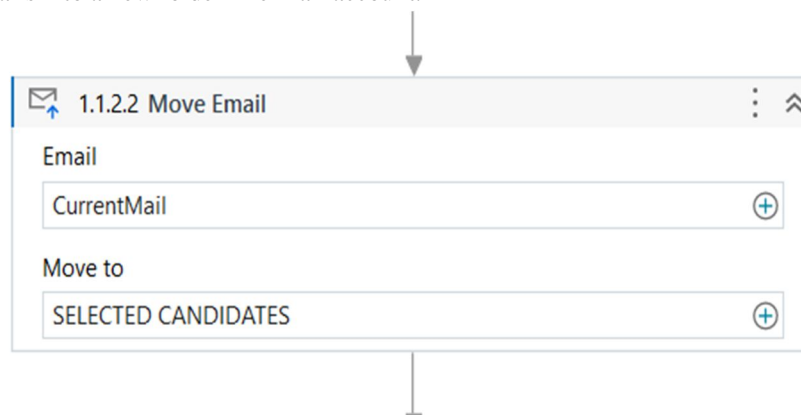 1.1.2.2 Move Email
Email
CurrentMail
Move to
SELECTED CANDIDATES